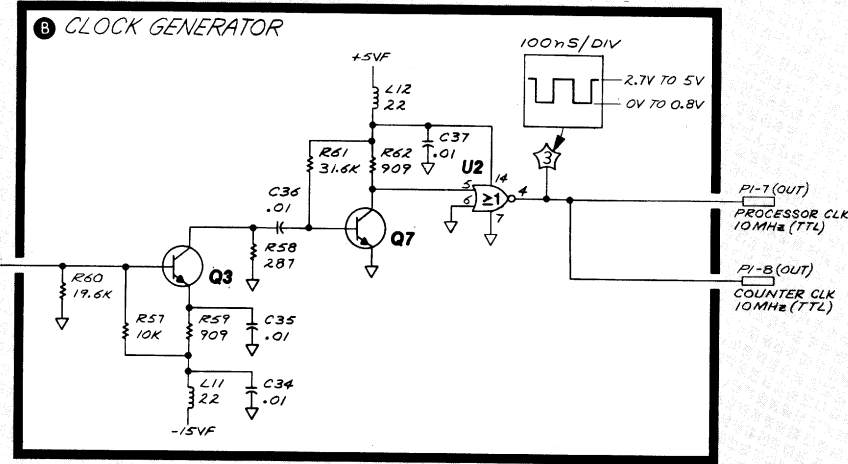 B CLOCK GENERATOR
100nS/DIV
2.7V TO 5V
0V TO 0.8V
3
+5VF
L12
22
C37
.01
R61
31.6K
R62
909
U2
14
5
6
≥1
4
7
C36
.01
Q7
R58
287
Q3
R60
19.6K
R57
10K
R59
909
C35
.01
L11
22
C34
.01
-15VF
P1-7 (OUT)
PROCESSOR CLK
10MHz (TTL)
P1-8 (OUT)
COUNTER CLK
10MHz (TTL)